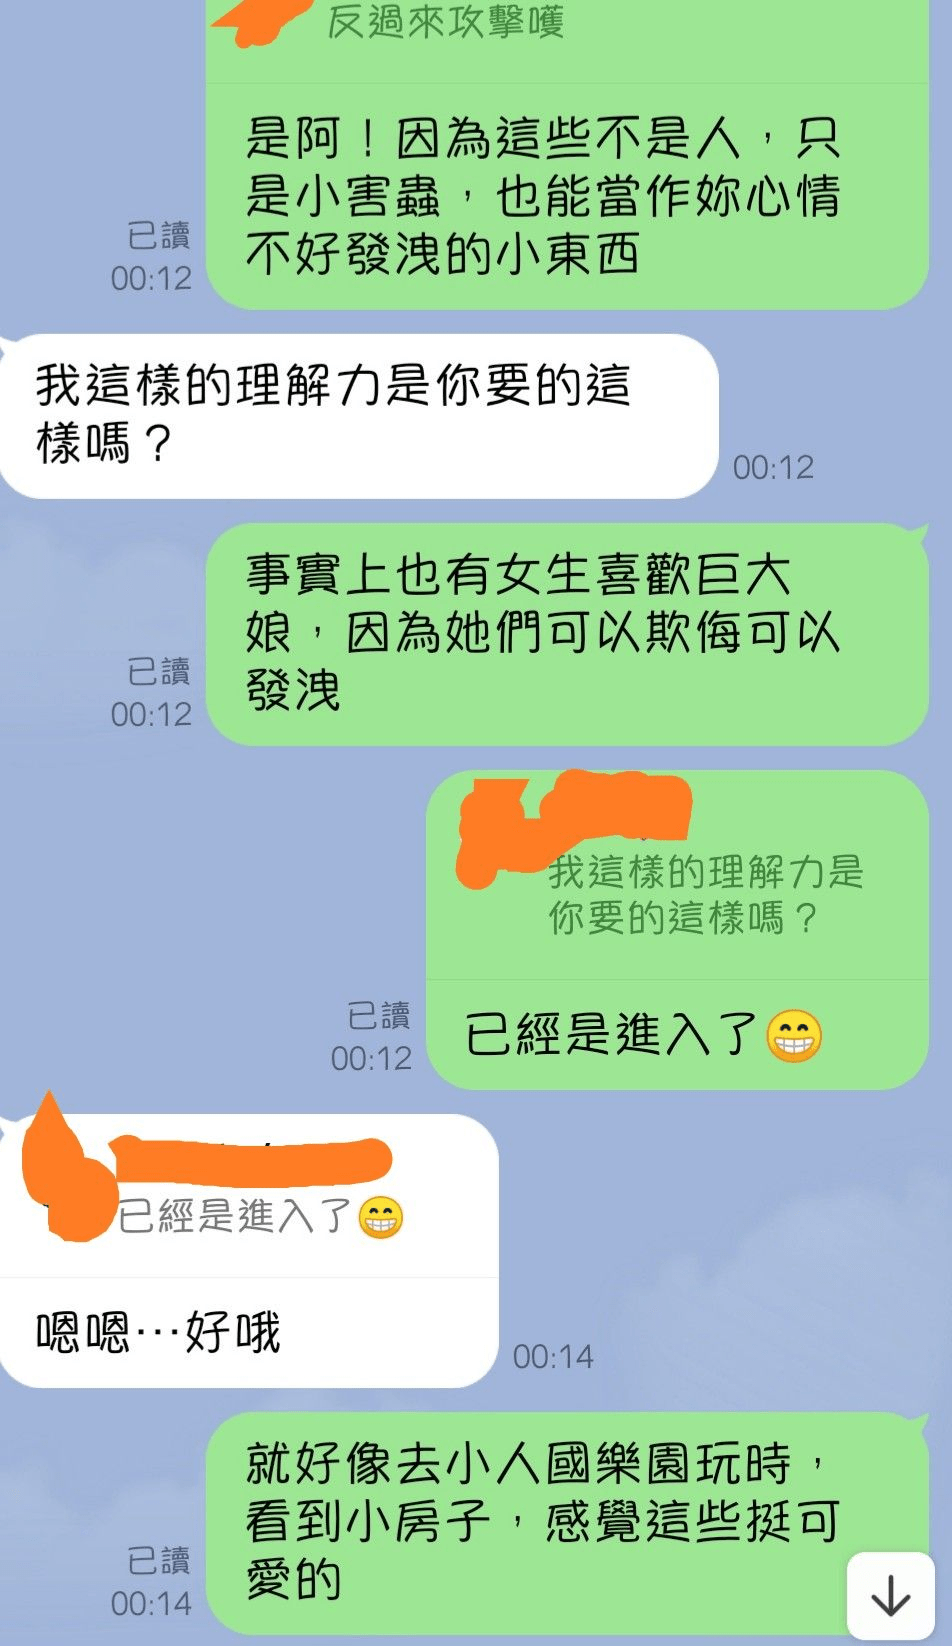 反過來攻擊嚄
是阿！因為這些不是人，只
是小害蟲，也能當作妳心情
不好發洩的小東西
已讀
00:12
我這樣的理解力是你要的這
樣嗎？
00:12
事實上也有女生喜歡巨大
娘，因為她們可以欺侮可以
發洩
已讀
00:12
我這樣的理解力是
你要的這樣嗎？
已經是進入了😁
已讀
00:12
已經是進入了😁
嗯嗯…好哦
00:14
就好像去小人國樂園玩時，
看到小房子，感覺這些挺可
愛的
已讀
00:14